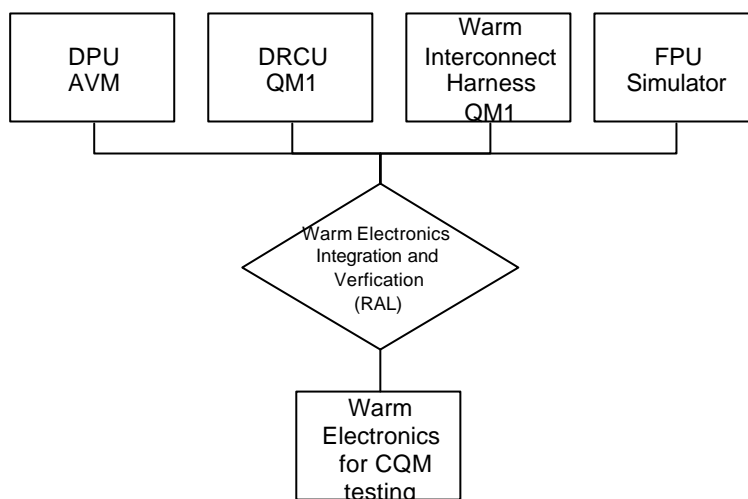 DPU
AVM
DRCU
QM1
Warm
Interconnect
Harness
QM1
FPU
Simulator
Warm Electronics
Integration and
Verfication
(RAL)
Warm
Electronics
for CQM
testing